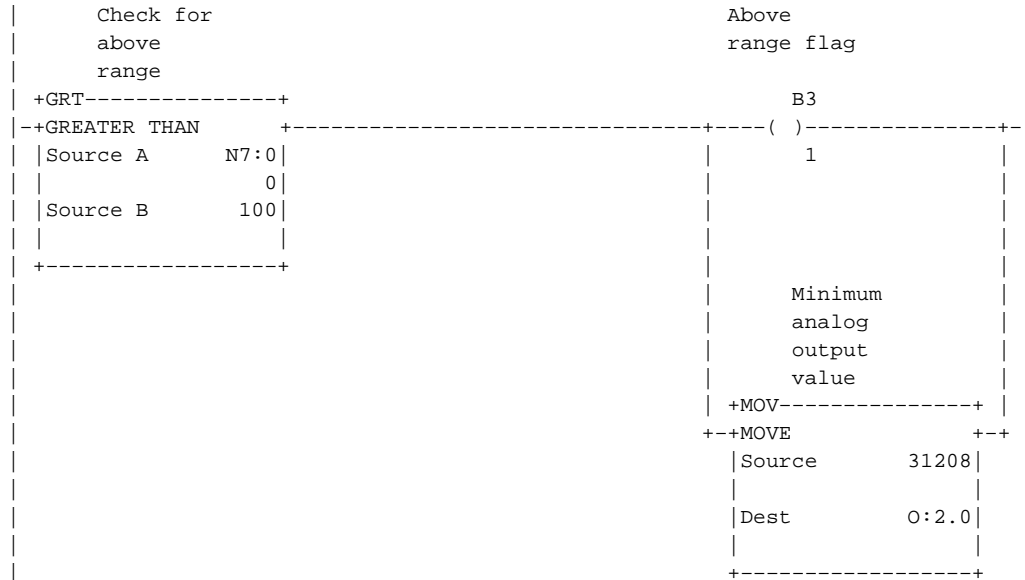 Check for Above
above range flag
range
+GRT---------------+ B3
-+GREATER THAN +--------------------------------+----( )---------------+-
|Source A N7:0| | 1 |
| 0| | |
|Source B 100| | |
| | | |
+------------------+ | |
| Minimum |
| analog |
| output |
| value |
| +MOV---------------+ |
+-+MOVE +-+
|Source 31208|
| |
|Dest O:2.0|
| |
+------------------+